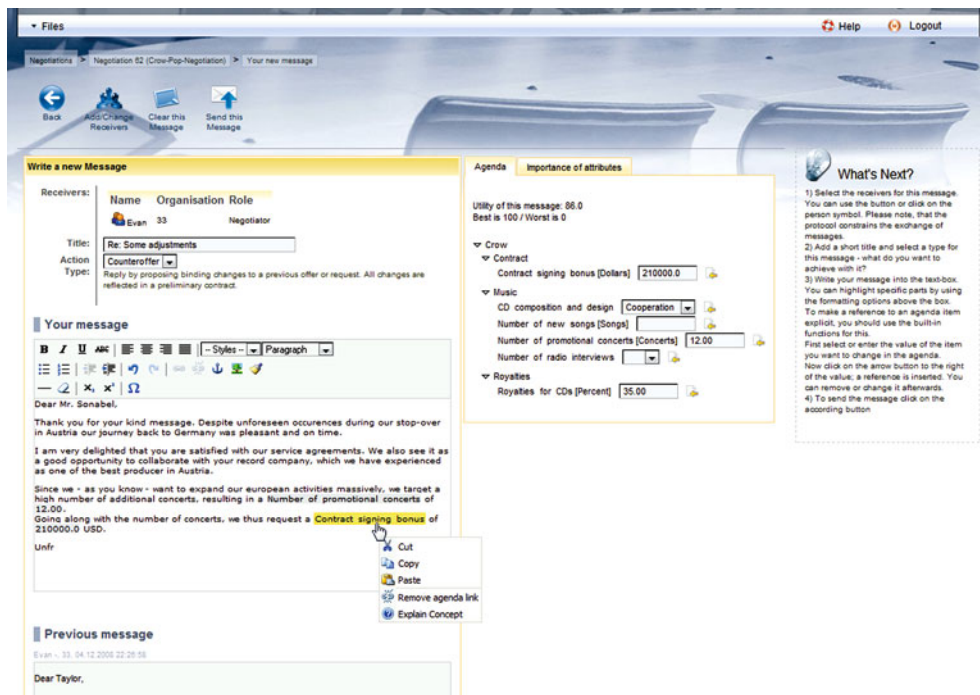 Files
Help
Logout
Negotiations > Negotiation 62 (Crow-Pop-Negotiation) > Your new message
Back
Add/Change Receivers
Clear this Message
Send this Message
Write a new Message
Receivers:
Name Organisation Role
Evan 33 Negotiator
Title: Re: Some adjustments
Action Type: Counteroffer
Reply by proposing binding changes to a previous offer or request. All changes are
reflected in a preliminary contract.
Your message
B I U ABC -- Styles -- Paragraph
x, x' Ω
Dear Mr. Sonabel,
Thank you for your kind message. Despite unforeseen occurences during our stop-over
in Austria our journey back to Germany was pleasant and on time.
I am very delighted that you are satisfied with our service agreements. We also see it as
a good opportunity to collaborate with your record company, which we have experienced
as one of the best producer in Austria.
Since we - as you know - want to expand our european activities massively, we target a
high number of additional concerts, resulting in a Number of promotional concerts of
12.00.
Going along with the number of concerts, we thus request a Contract signing bonus of
210000.0 USD.
Unfr
Cut
Copy
Paste
Remove agenda link
Explain Concept
Previous message
Evan -, 33, 04.12.2008 22:26:56
Dear Taylor,
Agenda
Importance of attributes
Utility of this message: 86.0
Best is 100 / Worst is 0
Crow
Contract
Contract signing bonus [Dollars] 210000.0
Music
CD composition and design Cooperation
Number of new songs [Songs]
Number of promotional concerts [Concerts] 12.00
Number of radio interviews
Royalties
Royalties for CDs [Percent] 35.00
What's Next?
1) Select the receivers for this message.
You can use the button or click on the
person symbol. Please note, that the
protocol constrains the exchange of
messages.
2) Add a short title and select a type for
this message - what do you want to
achieve with it?
3) Write your message into the text-box.
You can highlight specific parts by using
the formatting options above the box.
To make a reference to an agenda item
explicit, you should use the built-in
functions for this.
First select or enter the value of the item
you want to change in the agenda.
Now click on the arrow button to the right
of the value; a reference is inserted. You
can remove or change it afterwards.
4) To send the message click on the
according button